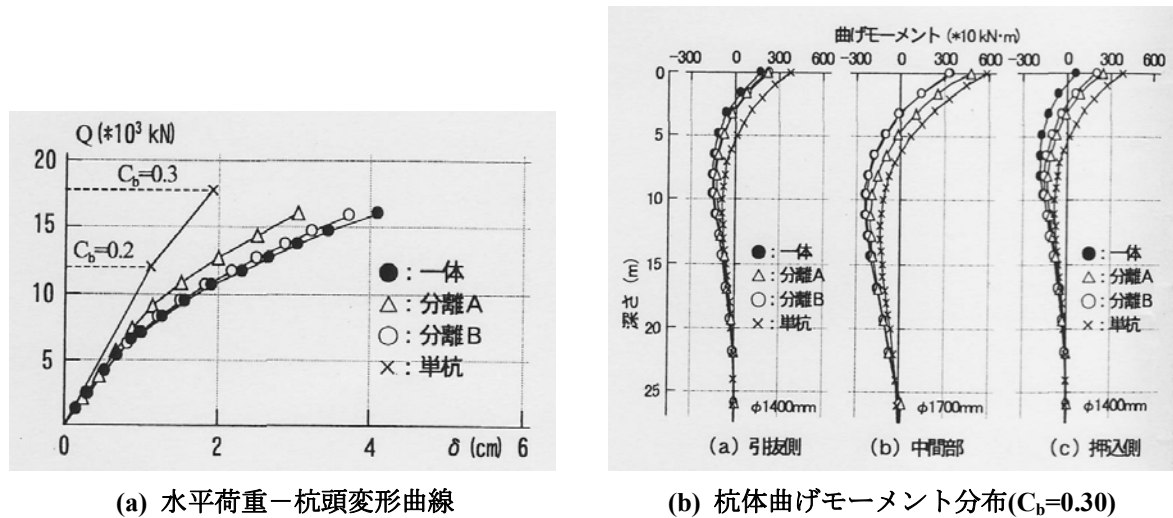 Q (*10³ kN)
20
15
10
5
C_b=0.3
C_b=0.2
●：一体
△：分離A
○：分離B
×：単杭
0 2 4 δ (cm) 6
(a) 水平荷重－杭頭変形曲線
曲げモーメント (*10 kN·m)
-300 0 300 600 -300 0 300 600 -300 0 300 600
0
5
10
15
20
25
深さ (m)
●：一体
△：分離A
○：分離B
×：単杭
●：一体
△：分離A
○：分離B
×：単杭
φ1400mm φ1700mm φ1400mm
(a) 引抜側 (b) 中間部 (c) 押込側
(b) 杭体曲げモーメント分布(C_b=0.30)